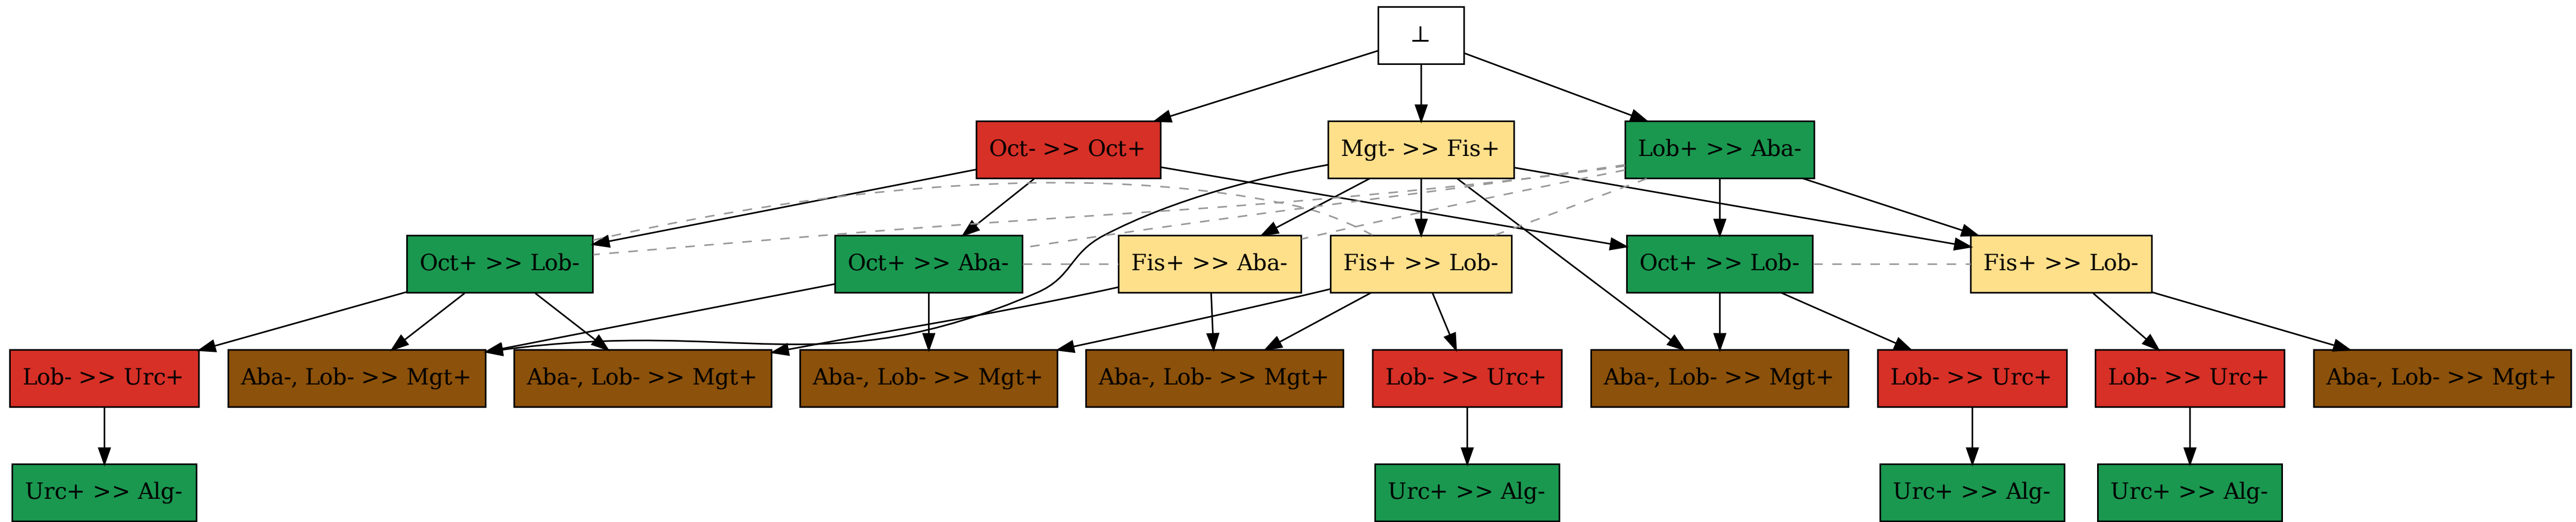 ⊥
Oct- >> Oct+
Mgt- >> Fis+
Lob+ >> Aba-
Oct+ >> Lob-
Oct+ >> Aba-
Fis+ >> Aba-
Fis+ >> Lob-
Oct+ >> Lob-
Fis+ >> Lob-
Lob- >> Urc+
Aba-, Lob- >> Mgt+
Aba-, Lob- >> Mgt+
Aba-, Lob- >> Mgt+
Aba-, Lob- >> Mgt+
Lob- >> Urc+
Aba-, Lob- >> Mgt+
Lob- >> Urc+
Lob- >> Urc+
Aba-, Lob- >> Mgt+
Urc+ >> Alg-
Urc+ >> Alg-
Urc+ >> Alg-
Urc+ >> Alg-